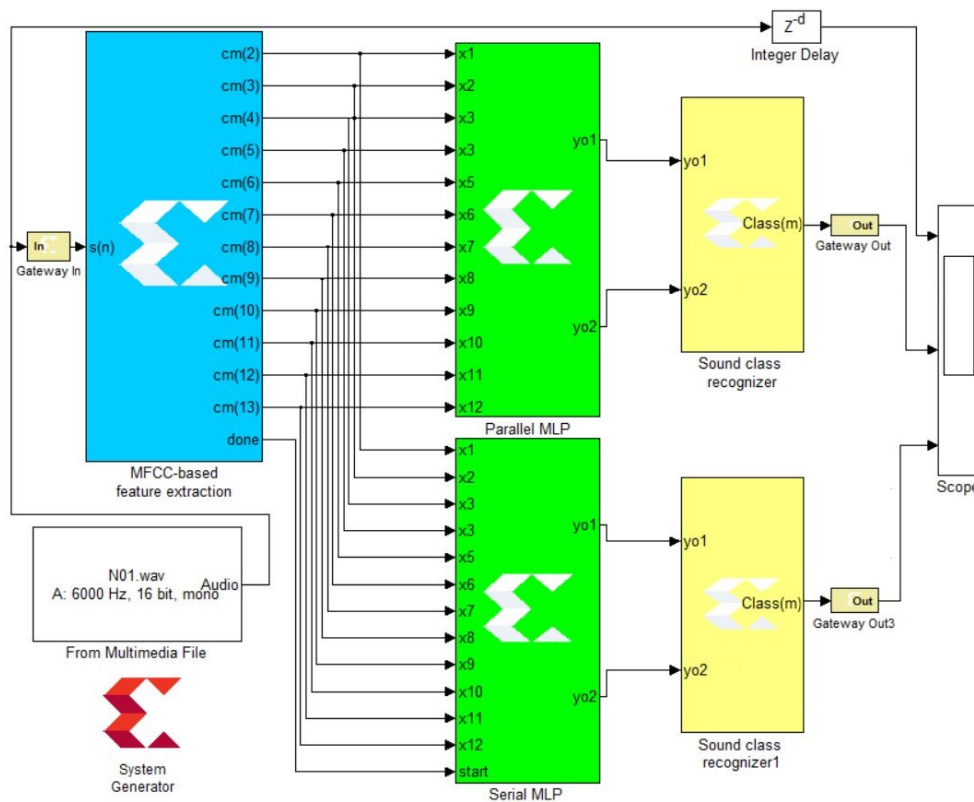 Z^-d
Integer Delay
In
Gateway In
s(n)
cm(2)
cm(3)
cm(4)
cm(5)
cm(6)
cm(7)
cm(8)
cm(9)
cm(10)
cm(11)
cm(12)
cm(13)
done
MFCC-based
feature extraction
x1
x2
x3
x3
x5
x6
x7
x8
x9
x10
x11
x12
yo1
yo2
Parallel MLP
yo1
yo2
Class(m)
Sound class
recognizer
Out
Gateway Out
Scope
N01.wav
A: 6000 Hz, 16 bit, mono
Audio
From Multimedia File
System
Generator
x1
x2
x3
x3
x5
x6
x7
x8
x9
x10
x11
x12
start
yo1
yo2
Serial MLP
yo1
yo2
Class(m)
Sound class
recognizer1
Out
Gateway Out3